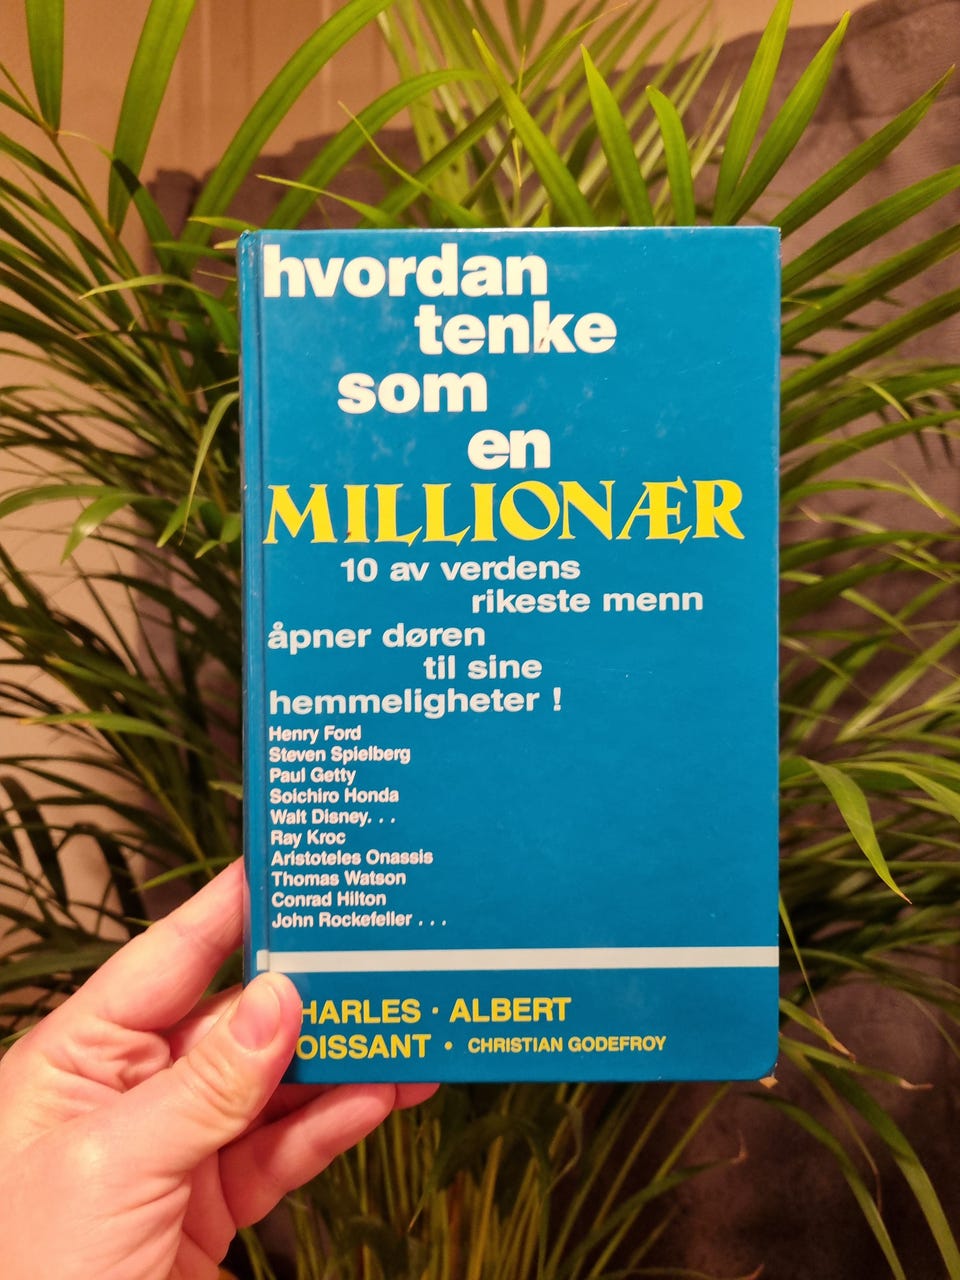 hvordan
tenke
som
en
MILLIONÆR
10 av verdens
rikeste menn
åpner døren
til sine
hemmeligheter !
Henry Ford
Steven Spielberg
Paul Getty
Soichiro Honda
Walt Disney. . .
Ray Kroc
Aristoteles Onassis
Thomas Watson
Conrad Hilton
John Rockefeller . . .
HARLES · ALBERT
OISSANT • CHRISTIAN GODEFROY